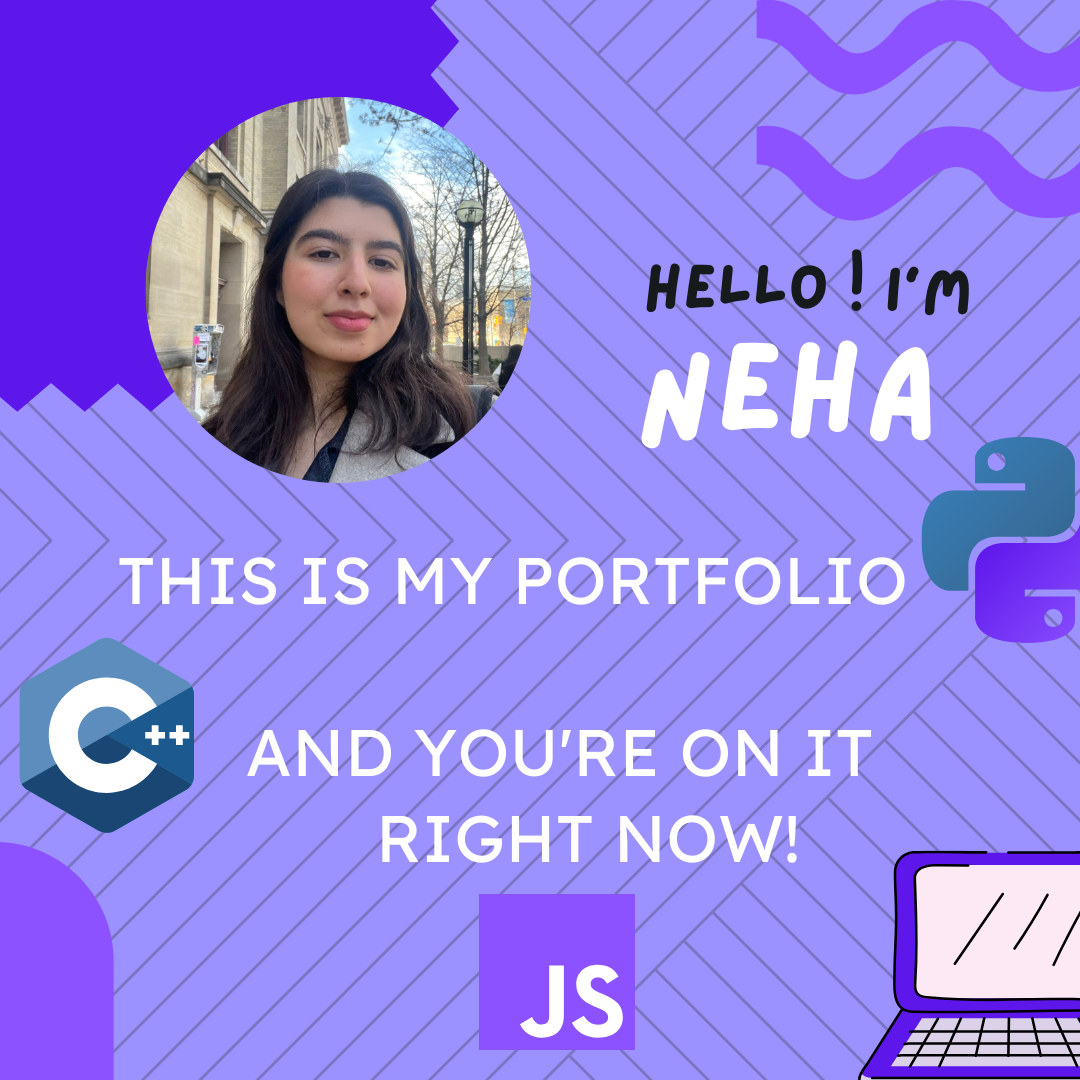 HELLO! I'M
NEHA
THIS IS MY PORTFOLIO
C++
AND YOU'RE ON IT
RIGHT NOW!
JS